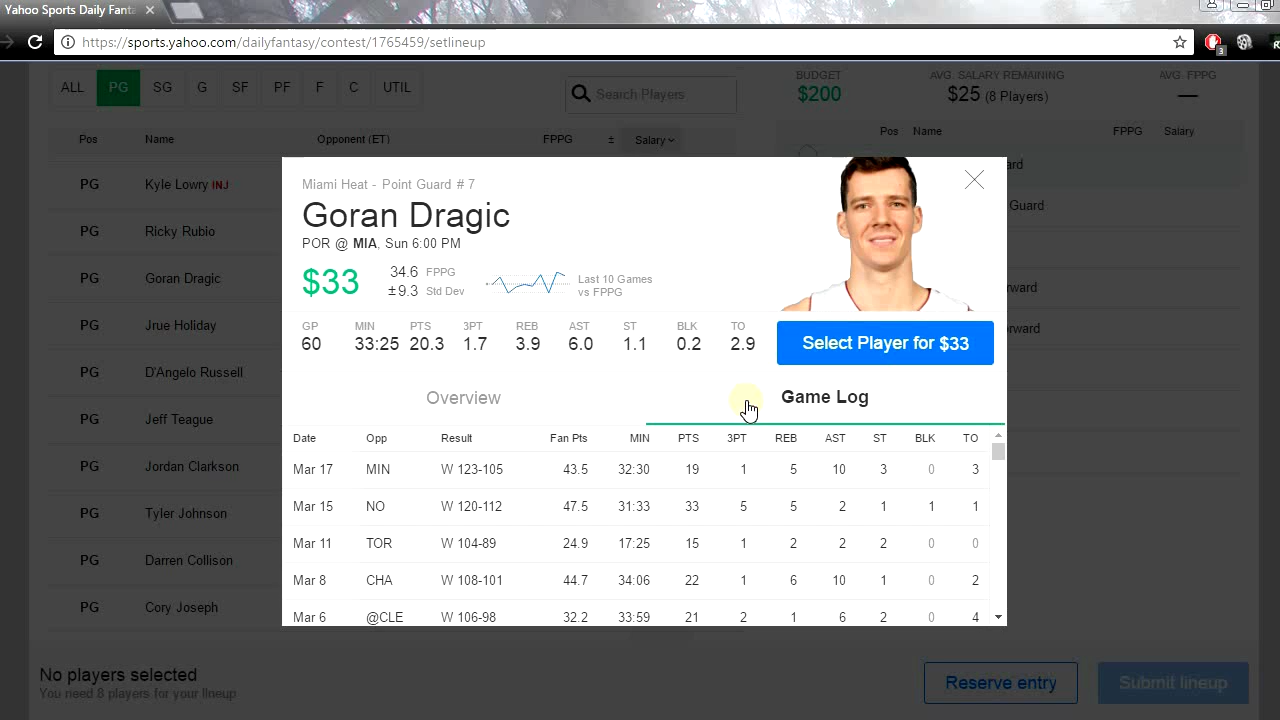 Yahoo Sports Daily Fanta
https://sports.yahoo.com/dailyfantasy/contest/1765459/setlineup
3
ALL PG SG G SF PF F C UTIL
Search Players
BUDGET
$200
AVG. SALARY REMAINING
$25 (8 Players)
AVG. FPPG
—
Pos Name Opponent (ET) FPPG ± Salary
Pos Name FPPG Salary
PG Kyle Lowry INJ
PG Ricky Rubio
PG Goran Dragic
PG Jrue Holiday
PG D'Angelo Russell
PG Jeff Teague
PG Jordan Clarkson
PG Tyler Johnson
PG Darren Collison
PG Cory Joseph
Guard
Miami Heat - Point Guard # 7
Goran Dragic
POR @ MIA, Sun 6:00 PM
$33
34.6 FPPG
±9.3 Std Dev
Last 10 Games
vs FPPG
GP MIN PTS 3PT REB AST ST BLK TO
60 33:25 20.3 1.7 3.9 6.0 1.1 0.2 2.9
Select Player for $33
Overview
Game Log
Date Opp Result Fan Pts MIN PTS 3PT REB AST ST BLK TO
Mar 17 MIN W 123-105 43.5 32:30 19 1 5 10 3 0 3
Mar 15 NO W 120-112 47.5 31:33 33 5 5 2 1 1 1
Mar 11 TOR W 104-89 24.9 17:25 15 1 2 2 2 0 0
Mar 8 CHA W 108-101 44.7 34:06 22 1 6 10 1 0 2
Mar 6 @CLE W 106-98 32.2 33:59 21 2 1 6 2 0 4
No players selected
You need 8 players for your lineup
Reserve entry
Submit lineup